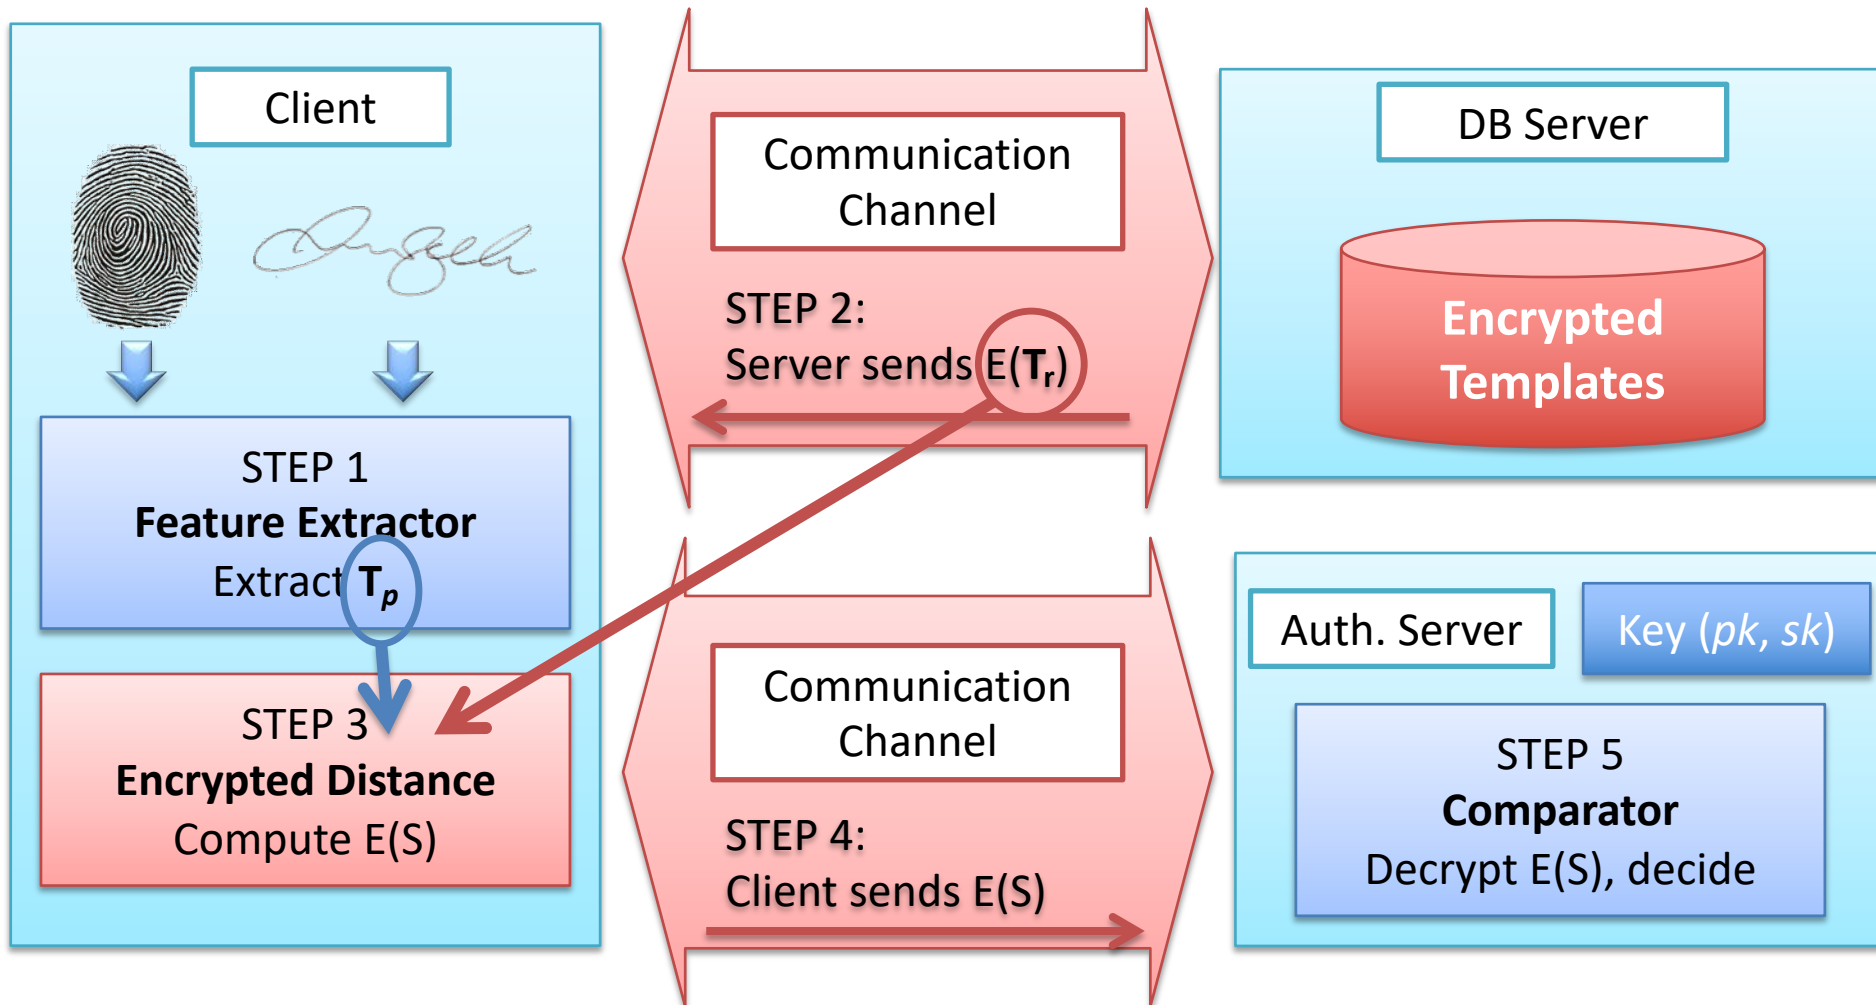 Client
STEP 1
Feature Extractor
Extract Tp
STEP 3
Encrypted Distance
Compute E(S)
Communication
Channel
STEP 2:
Server sends E(Tr)
Communication
Channel
STEP 4:
Client sends E(S)
DB Server
Encrypted
Templates
Auth. Server
Key (pk, sk)
STEP 5
Comparator
Decrypt E(S), decide